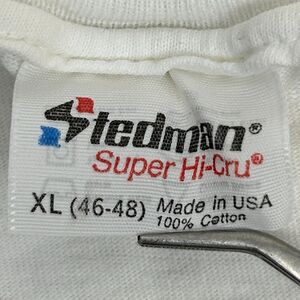 Stedman®
Super Hi-Cru®
XL (46-48) Made in USA
100% Cotton